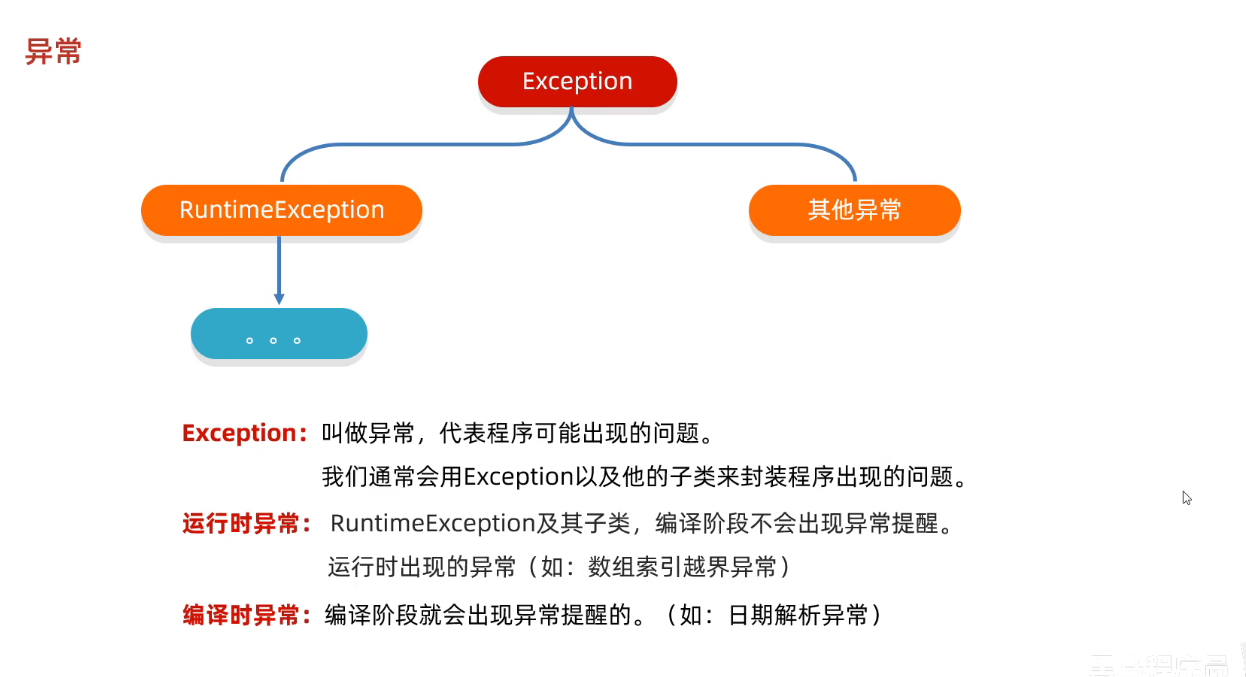 异常
Exception
RuntimeException
其他异常
。。。
Exception：叫做异常，代表程序可能出现的问题。
我们通常会用Exception以及他的子类来封装程序出现的问题。
运行时异常：RuntimeException及其子类，编译阶段不会出现异常提醒。
运行时出现的异常（如：数组索引越界异常）
编译时异常：编译阶段就会出现异常提醒的。（如：日期解析异常）